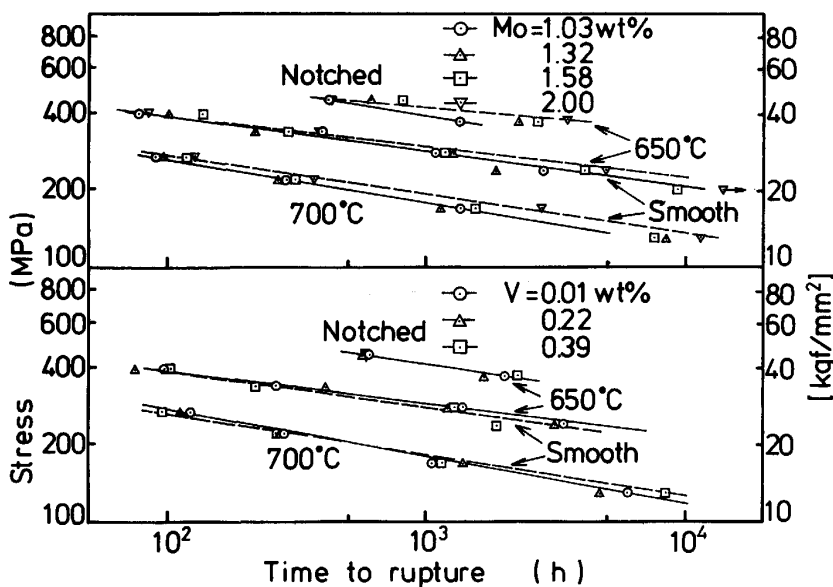 800
600
400
200
100
80
60
40
20
10
Mo=1.03 wt%
1.32
1.58
2.00
Notched
650°C
Smooth
700°C
(MPa)
800
600
400
200
100
80
60
40
20
10
V=0.01 wt%
0.22
0.39
Notched
650°C
Smooth
700°C
Stress
[kgf/mm²]
10² 10³ 10⁴
Time to rupture (h)